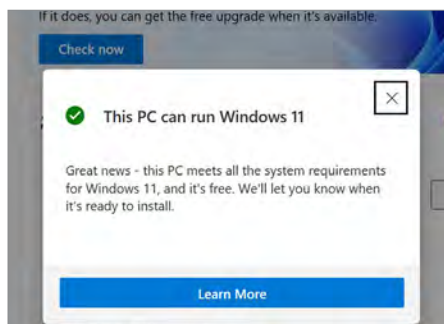 If it does, you can get the free upgrade when it's available.
Check now
This PC can run Windows 11
Great news - this PC meets all the system requirements
for Windows 11, and it's free. We'll let you know when
it's ready to install.
Learn More